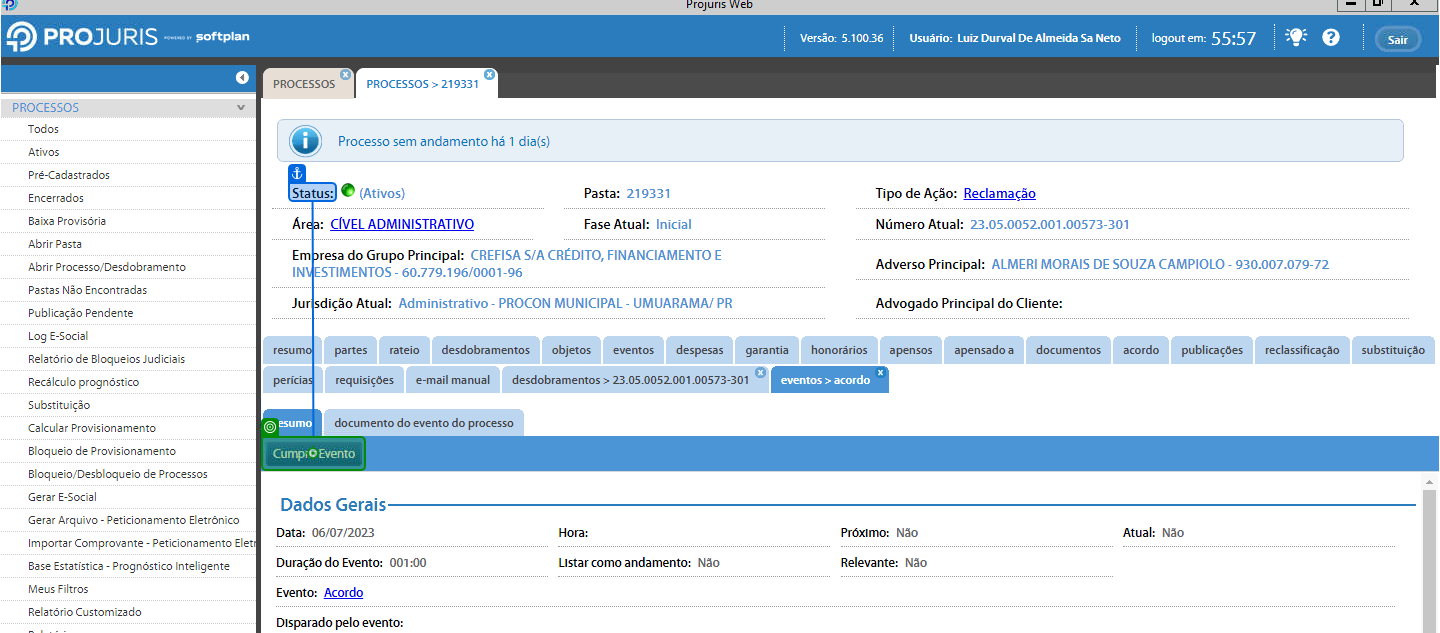 Projuris Web
PROJURIS POWERED BY softplan
Versão: 5.100.36
Usuário: Luiz Durval De Almeida Sa Neto
logout em: 55:57
Sair
PROCESSOS
Todos
Ativos
Pré-Cadastrados
Encerrados
Baixa Provisória
Abrir Pasta
Abrir Processo/Desdobramento
Pastas Não Encontradas
Publicação Pendente
Log E-Social
Relatório de Bloqueios Judiciais
Recálculo prognóstico
Substituição
Calcular Provisionamento
Bloqueio de Provisionamento
Bloqueio/Desbloqueio de Processos
Gerar E-Social
Gerar Arquivo - Peticionamento Eletrônico
Importar Comprovante - Peticionamento Eletr
Base Estatística - Prognóstico Inteligente
Meus Filtros
Relatório Customizado
PROCESSOS
PROCESSOS > 219331
Processo sem andamento há 1 dia(s)
Status: (Ativos)
Pasta: 219331
Tipo de Ação: Reclamação
Área: CÍVEL ADMINISTRATIVO
Fase Atual: Inicial
Número Atual: 23.05.0052.001.00573-301
Empresa do Grupo Principal: CREFISA S/A CRÉDITO, FINANCIAMENTO E
INVESTIMENTOS - 60.779.196/0001-96
Adverso Principal: ALMERI MORAIS DE SOUZA CAMPIOLO - 930.007.079-72
Jurisdição Atual: Administrativo - PROCON MUNICIPAL - UMUARAMA/ PR
Advogado Principal do Cliente:
resumo
partes
rateio
desdobramentos
objetos
eventos
despesas
garantia
honorários
apensos
apensado a
documentos
acordo
publicações
reclassificação
substituição
perícias
requisições
e-mail manual
desdobramentos > 23.05.0052.001.00573-301
eventos > acordo
esumo
documento do evento do processo
Cumpri Evento
Dados Gerais
Data: 06/07/2023
Hora:
Próximo: Não
Atual: Não
Duração do Evento: 001:00
Listar como andamento: Não
Relevante: Não
Evento: Acordo
Disparado pelo evento: